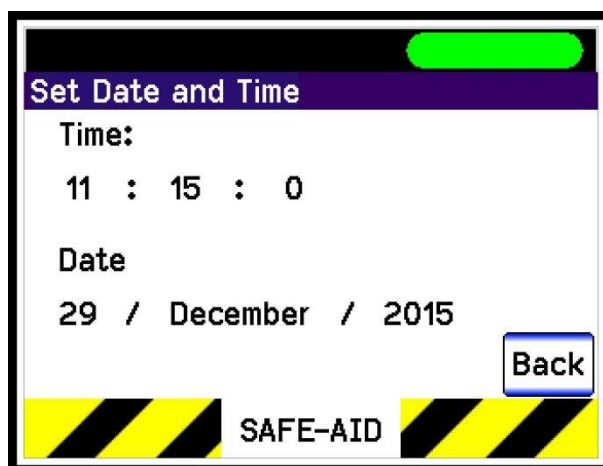 Set Date and Time
Time:
11 : 15 : 0
Date
29 / December / 2015
Back
SAFE-AID